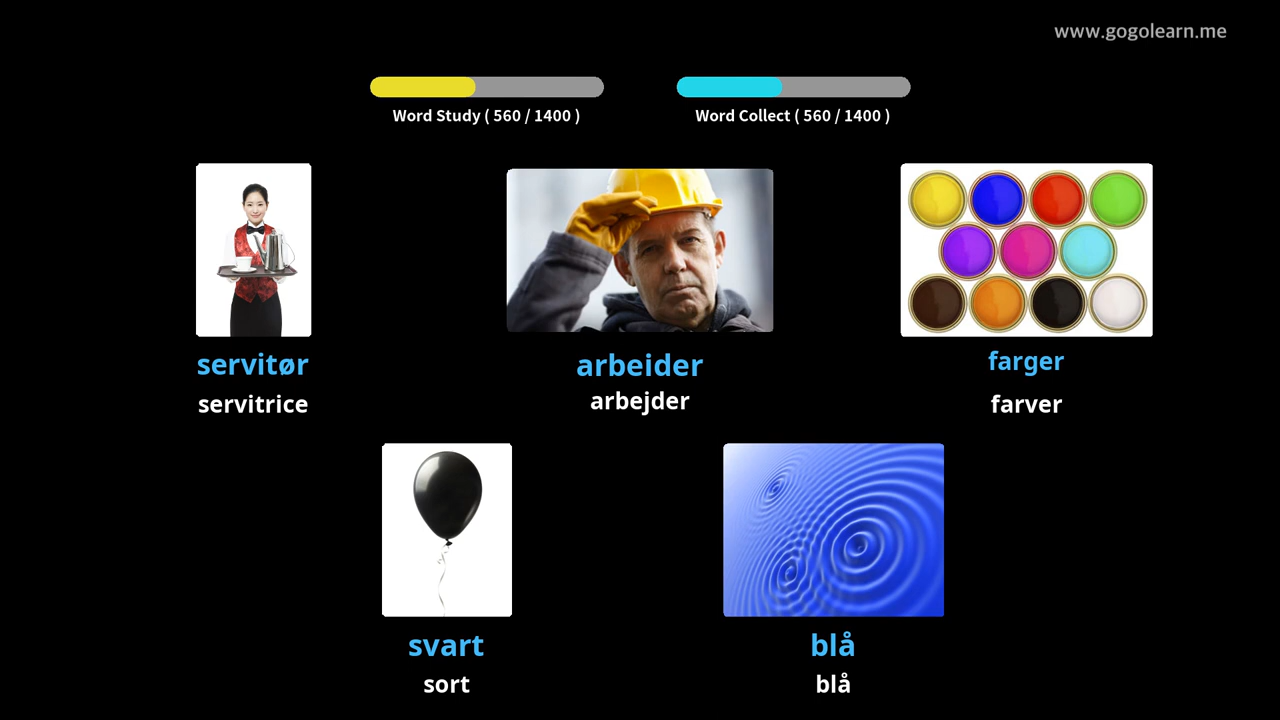 www.gogolearn.me
Word Study ( 560 / 1400 )
Word Collect ( 560 / 1400 )
servitør
servitrice
arbeider
arbejder
farger
farver
svart
sort
blå
blå